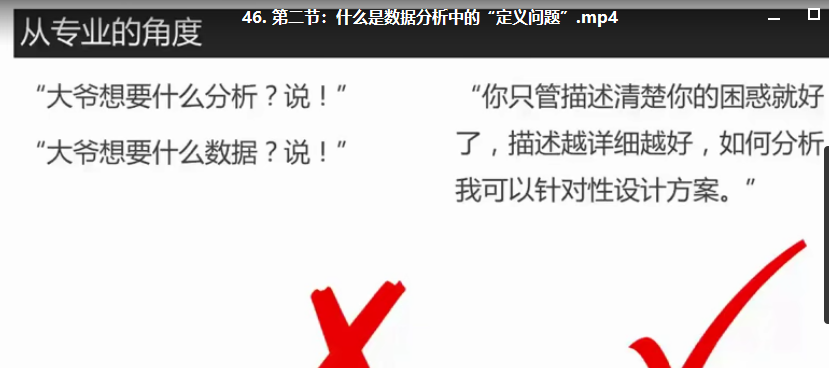 46. 第二节：什么是数据分析中的“定义问题”.mp4
从专业的角度
“大爷想要什么分析？说！”
“大爷想要什么数据？说！”
“你只管描述清楚你的困惑就好
了，描述越详细越好，如何分析
我可以针对性设计方案。”